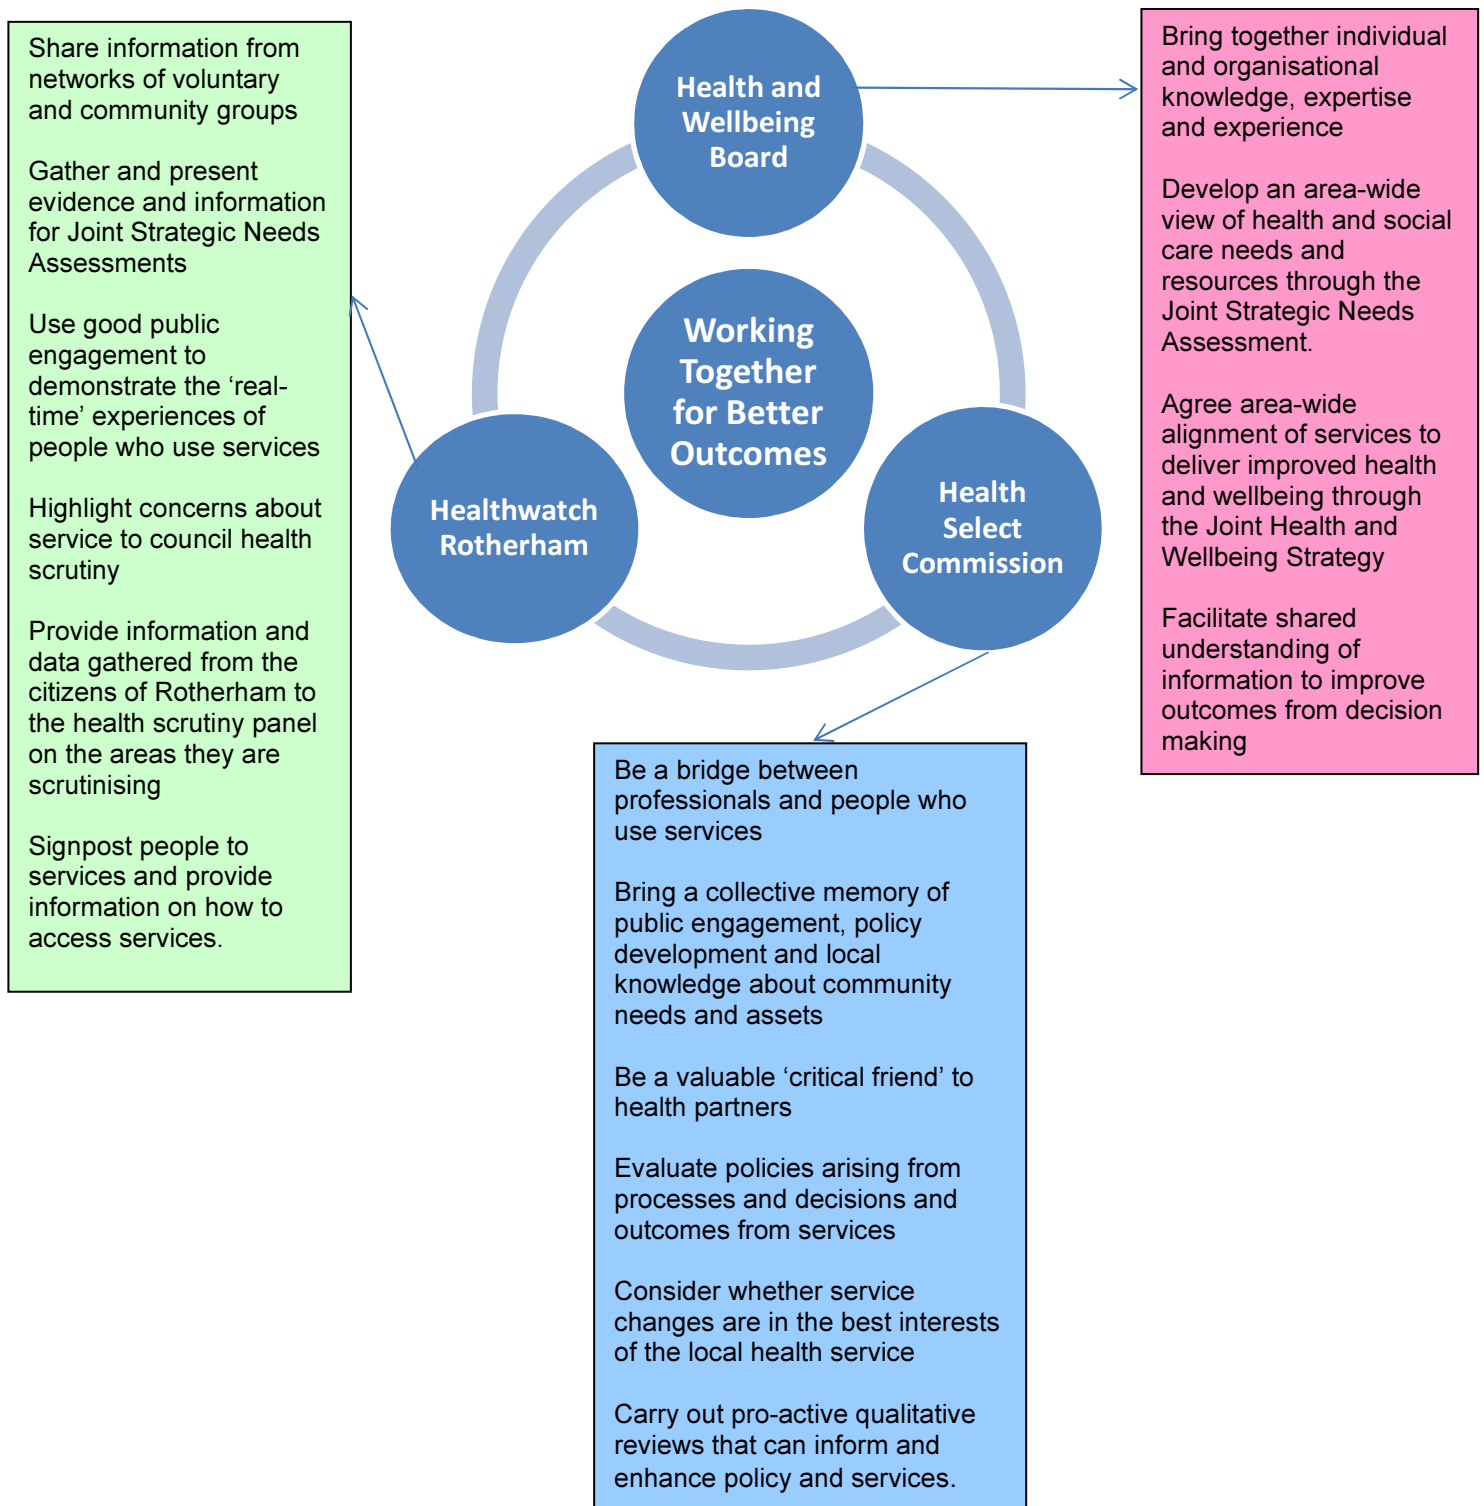 Share information from
networks of voluntary
and community groups
Gather and present
evidence and information
for Joint Strategic Needs
Assessments
Use good public
engagement to
demonstrate the ‘real-
time’ experiences of
people who use services
Highlight concerns about
service to council health
scrutiny
Provide information and
data gathered from the
citizens of Rotherham to
the health scrutiny panel
on the areas they are
scrutinising
Signpost people to
services and provide
information on how to
access services.
Health and
Wellbeing
Board
Working
Together
for Better
Outcomes
Healthwatch
Rotherham
Health
Select
Commission
Bring together individual
and organisational
knowledge, expertise
and experience
Develop an area-wide
view of health and social
care needs and
resources through the
Joint Strategic Needs
Assessment.
Agree area-wide
alignment of services to
deliver improved health
and wellbeing through
the Joint Health and
Wellbeing Strategy
Facilitate shared
understanding of
information to improve
outcomes from decision
making
Be a bridge between
professionals and people who
use services
Bring a collective memory of
public engagement, policy
development and local
knowledge about community
needs and assets
Be a valuable ‘critical friend’ to
health partners
Evaluate policies arising from
processes and decisions and
outcomes from services
Consider whether service
changes are in the best interests
of the local health service
Carry out pro-active qualitative
reviews that can inform and
enhance policy and services.